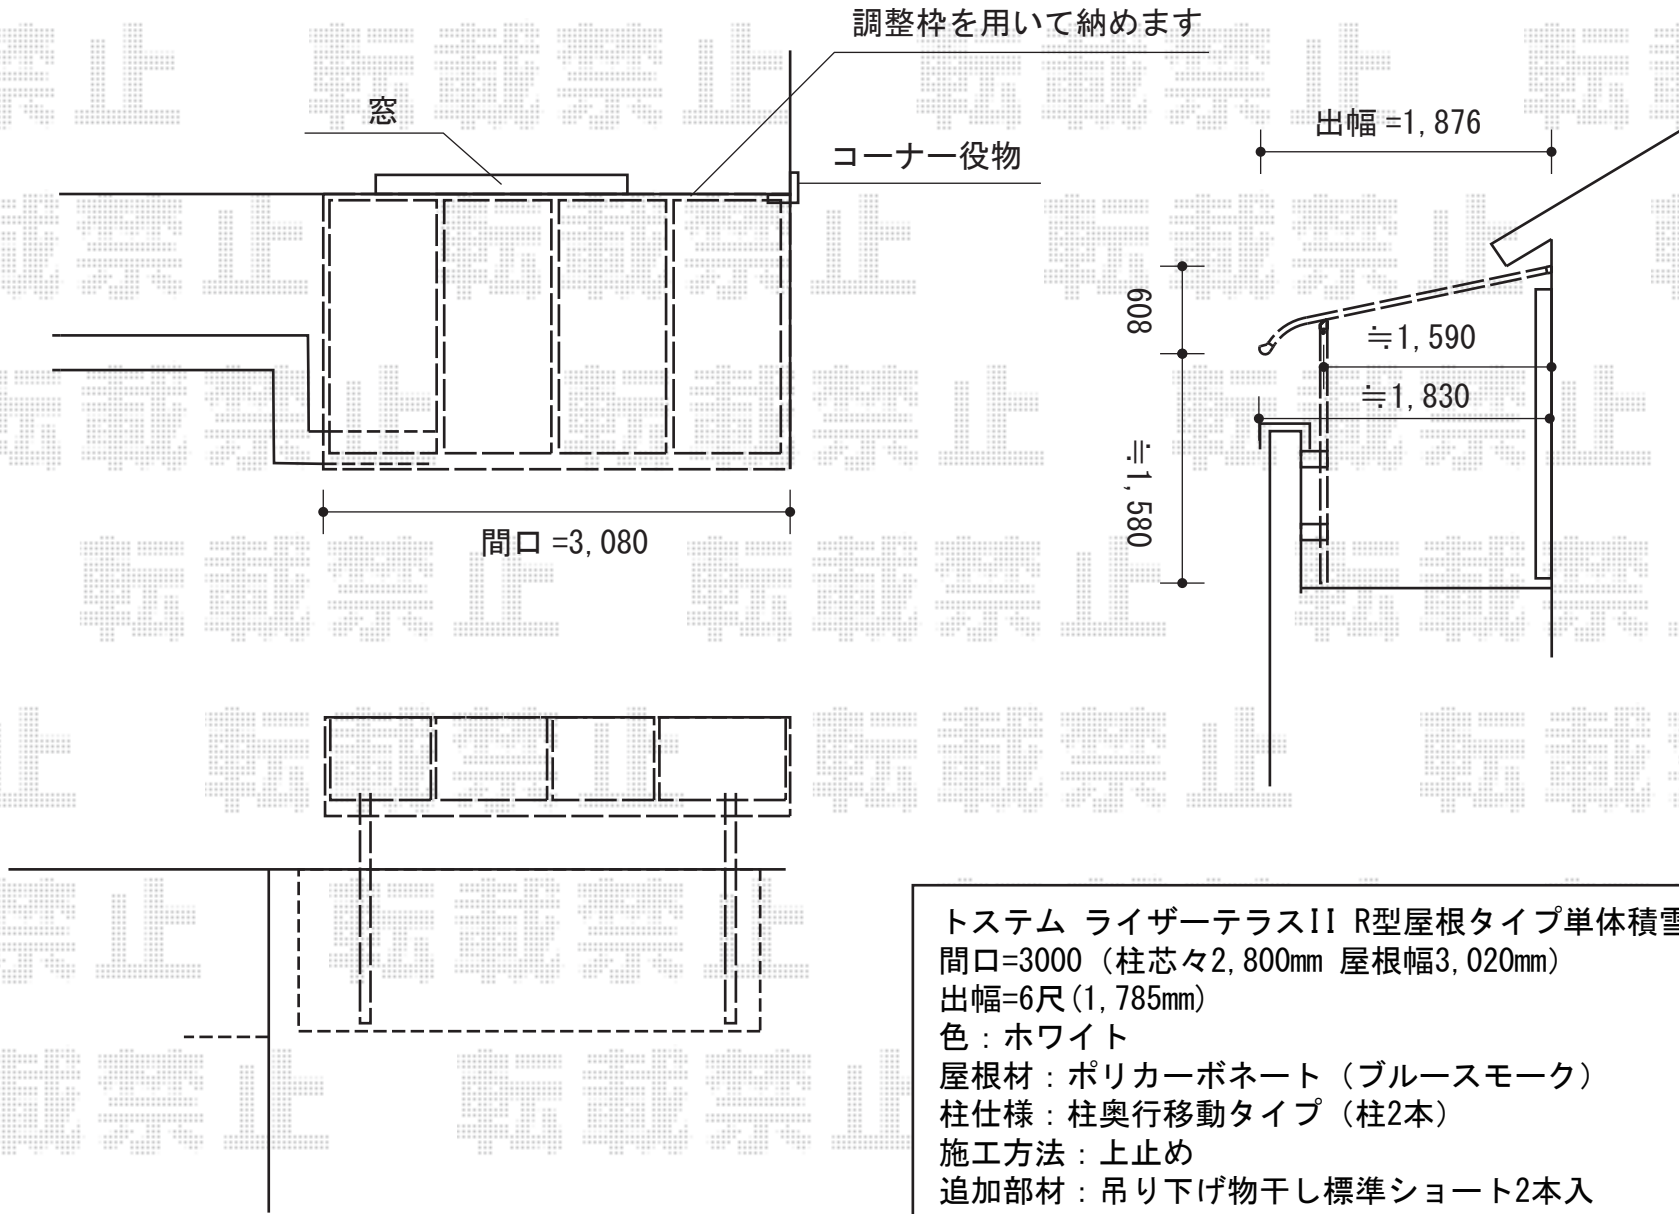 調整枠を用いて納めます
窓
コーナー役物
出幅 =1,876
608
≒1,590
≒1,830
≒1,580
間口 =3,080
トステム ライザーテラスII R型屋根タイプ単体積雪
間口=3000（柱芯々2,800mm 屋根幅3,020mm）
出幅=6尺(1,785mm)
色：ホワイト
屋根材：ポリカーボネート（ブルースモーク）
柱仕様：柱奥行移動タイプ（柱2本）
施工方法：上止め
追加部材：吊り下げ物干し標準ショート2本入
転載禁止